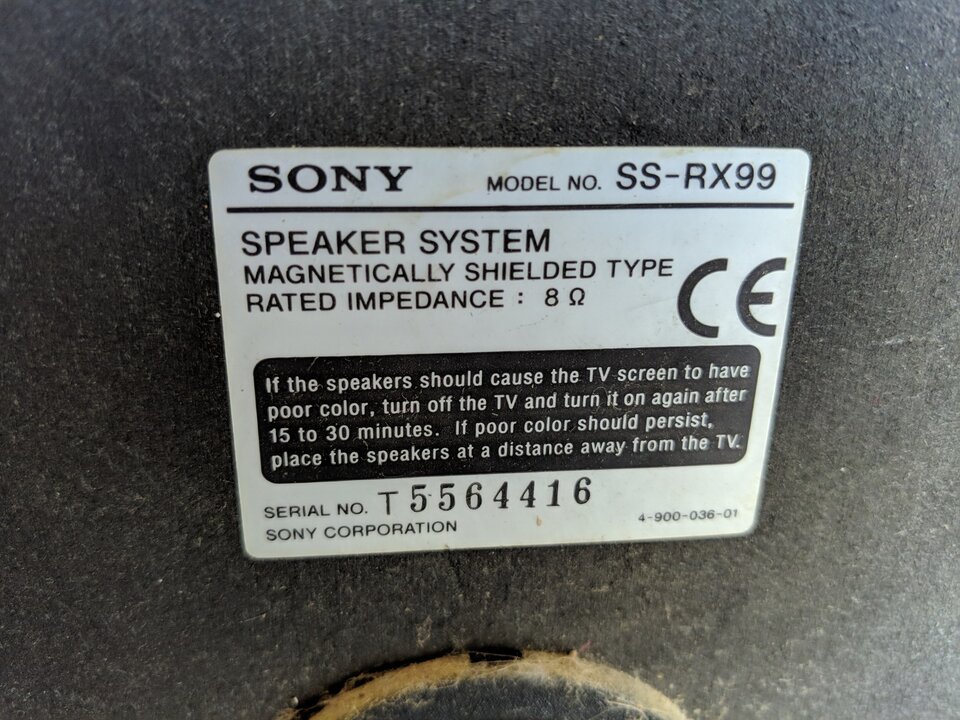 SONY MODEL NO. SS-RX99
SPEAKER SYSTEM
MAGNETICALLY SHIELDED TYPE
RATED IMPEDANCE : 8 Ω
CE
If the speakers should cause the TV screen to have
poor color, turn off the TV and turn it on again after
15 to 30 minutes. If poor color should persist,
place the speakers at a distance away from the TV.
SERIAL NO. T5564416
SONY CORPORATION 4-900-036-01